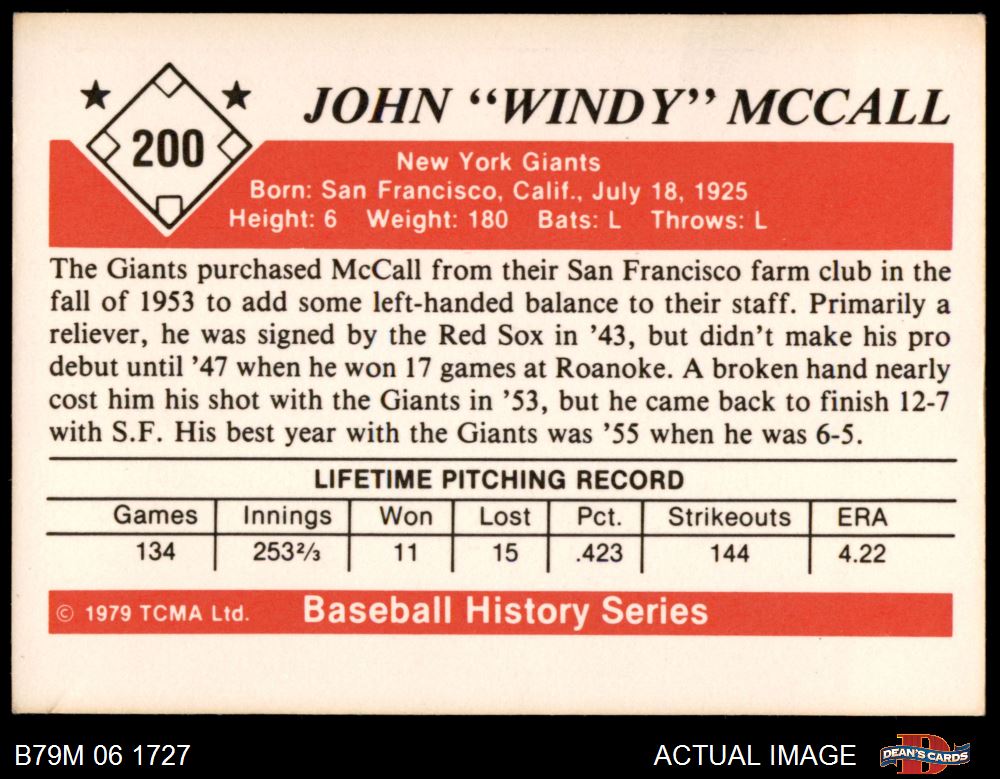 200
JOHN “WINDY” MCCALL
New York Giants
Born: San Francisco, Calif., July 18, 1925
Height: 6 Weight: 180 Bats: L Throws: L
The Giants purchased McCall from their San Francisco farm club in the
fall of 1953 to add some left-handed balance to their staff. Primarily a
reliever, he was signed by the Red Sox in ’43, but didn’t make his pro
debut until ’47 when he won 17 games at Roanoke. A broken hand nearly
cost him his shot with the Giants in ’53, but he came back to finish 12-7
with S.F. His best year with the Giants was ’55 when he was 6-5.
LIFETIME PITCHING RECORD
Games Innings Won Lost Pct. Strikeouts ERA
134 253⅔ 11 15 .423 144 4.22
© 1979 TCMA Ltd. Baseball History Series
B79M 06 1727 ACTUAL IMAGE DEAN'S CARDS